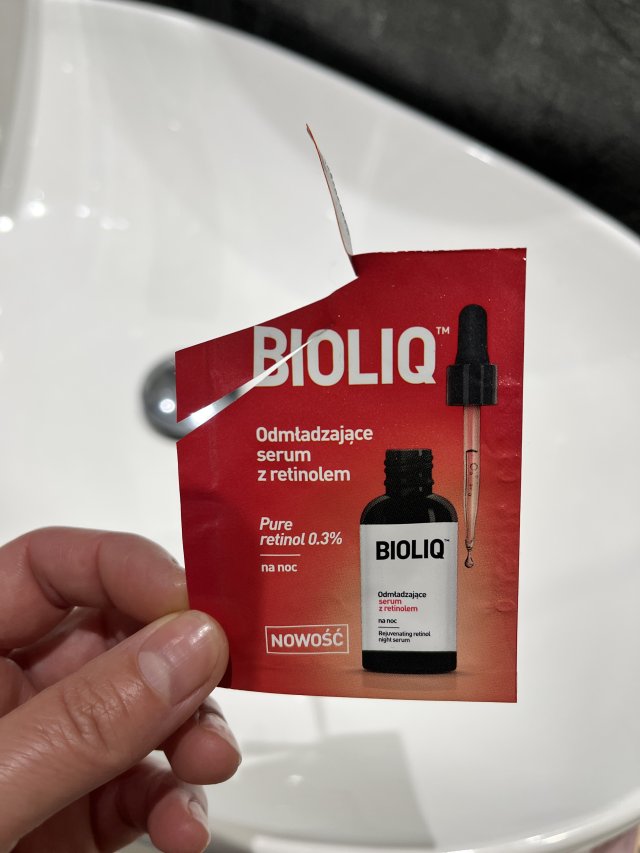 BIOLIQ™
Odmładzające
serum
z retinolem
Pure
retinol 0.3%
na noc
NOWOŚĆ
BIOLIQ™
Odmładzające
serum
z retinolem
na noc
Rejuvenating retinol
night serum